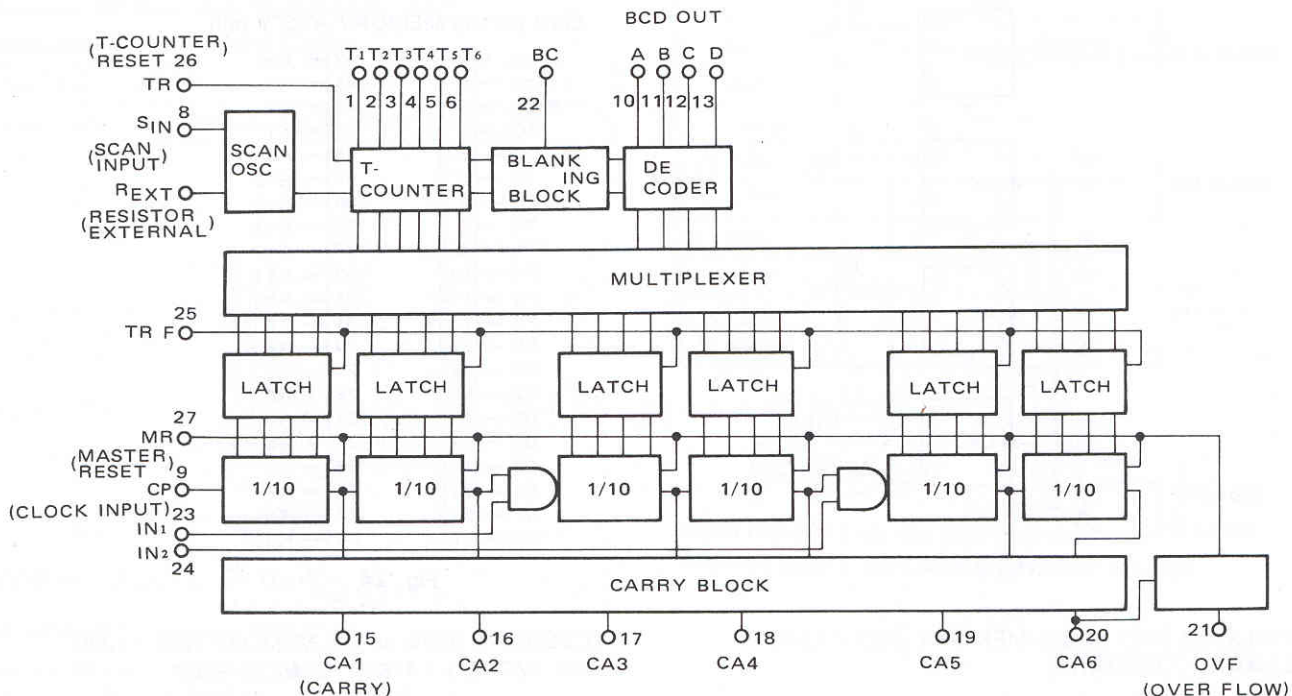 BCD OUT
(T-COUNTER)
(RESET 26
T1 T2 T3 T4 T5 T6
BC
A B C D
TR
1 2 3 4 5 6
22
10 11 12 13
8
SIN
(SCAN
INPUT)
SCAN
OSC
T-
COUNTER
BLANK
ING
BLOCK
DE
CODER
REXT
(RESISTOR
EXTERNAL)
MULTIPLEXER
25
TR F
LATCH LATCH LATCH LATCH LATCH LATCH
27
MR
(MASTER
RESET)
9
CP
1/10 1/10 1/10 1/10 1/10 1/10
(CLOCK INPUT)
23
IN1
IN2
24
CARRY BLOCK
15 16 17 18 19 20 21
CA1 CA2 CA3 CA4 CA5 CA6 OVF
(CARRY) (OVER FLOW)